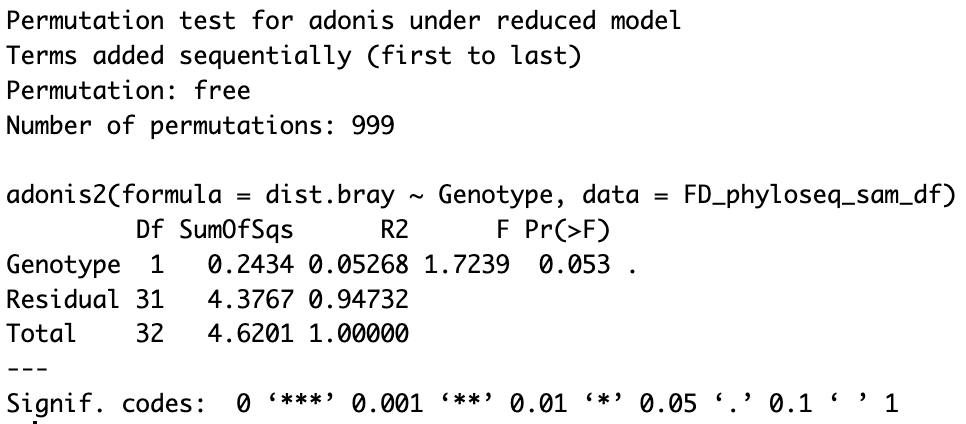 Permutation test for adonis under reduced model
Terms added sequentially (first to last)
Permutation: free
Number of permutations: 999
adonis2(formula = dist.bray ~ Genotype, data = FD_phyloseq_sam_df)
Df SumOfSqs R2 F Pr(>F)
Genotype 1 0.2434 0.05268 1.7239 0.053 .
Residual 31 4.3767 0.94732
Total 32 4.6201 1.00000
---
Signif. codes: 0 ‘***’ 0.001 ‘**’ 0.01 ‘*’ 0.05 ‘.’ 0.1 ‘ ’ 1